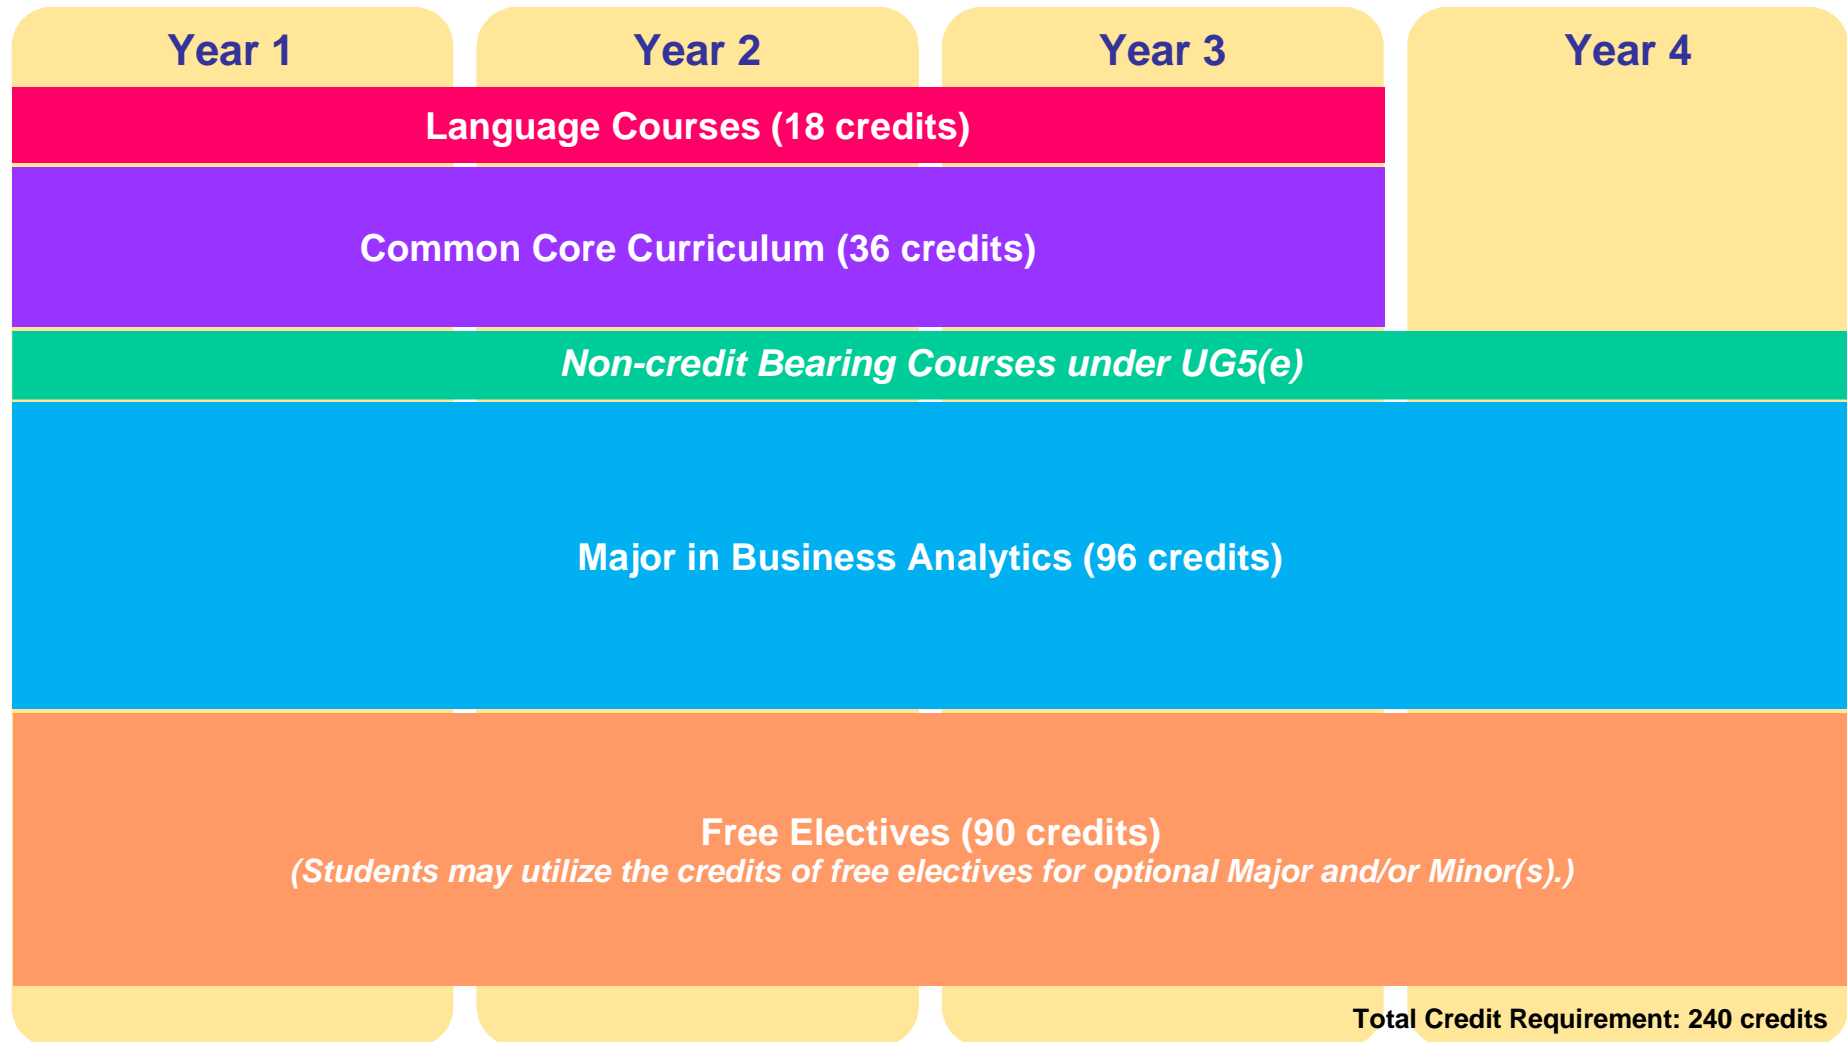 Year 1
Year 2
Year 3
Year 4
Language Courses (18 credits)
Common Core Curriculum (36 credits)
Non-credit Bearing Courses under UG5(e)
Major in Business Analytics (96 credits)
Free Electives (90 credits)
(Students may utilize the credits of free electives for optional Major and/or Minor(s).)
Total Credit Requirement: 240 credits